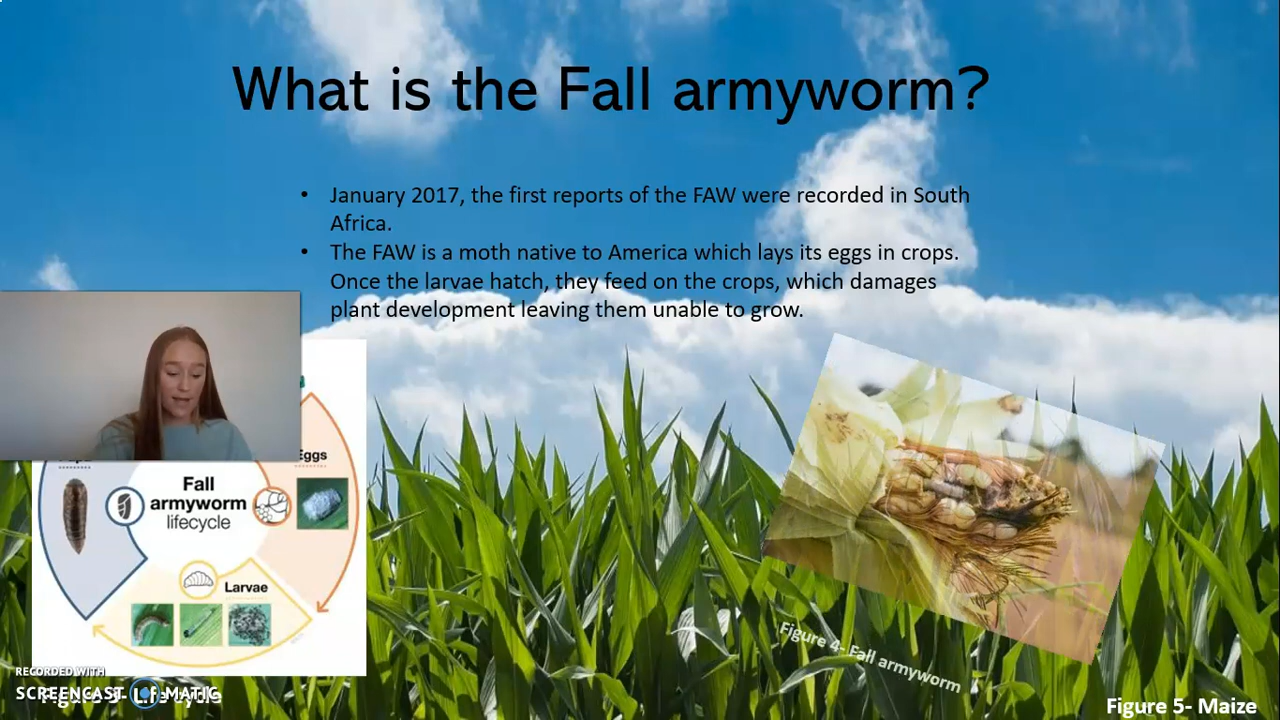 What is the Fall armyworm?
• January 2017, the first reports of the FAW were recorded in South
Africa.
• The FAW is a moth native to America which lays its eggs in crops.
Once the larvae hatch, they feed on the crops, which damages
plant development leaving them unable to grow.
Eggs
Fall
armyworm
lifecycle
Larvae
Figure 4- Fall armyworm
RECORDED WITH
SCREENCAST MATIC
Figure 5- Maize